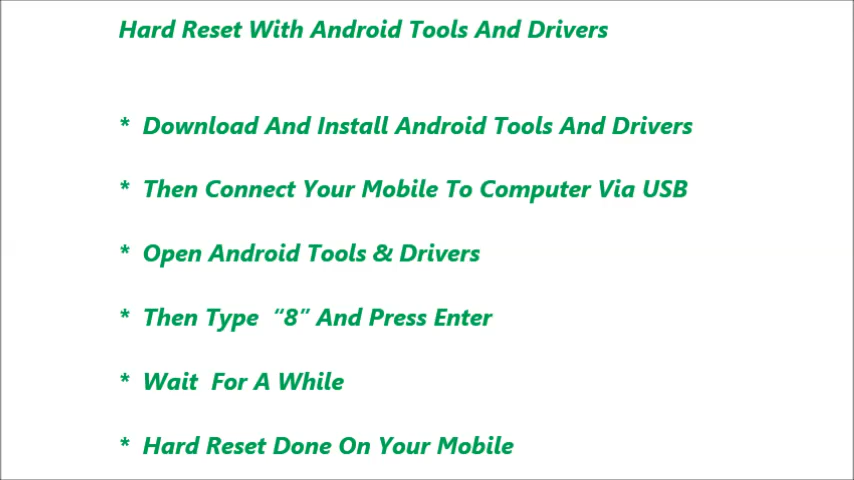 Hard Reset With Android Tools And Drivers
* Download And Install Android Tools And Drivers
* Then Connect Your Mobile To Computer Via USB
* Open Android Tools & Drivers
* Then Type “8” And Press Enter
* Wait For A While
* Hard Reset Done On Your Mobile